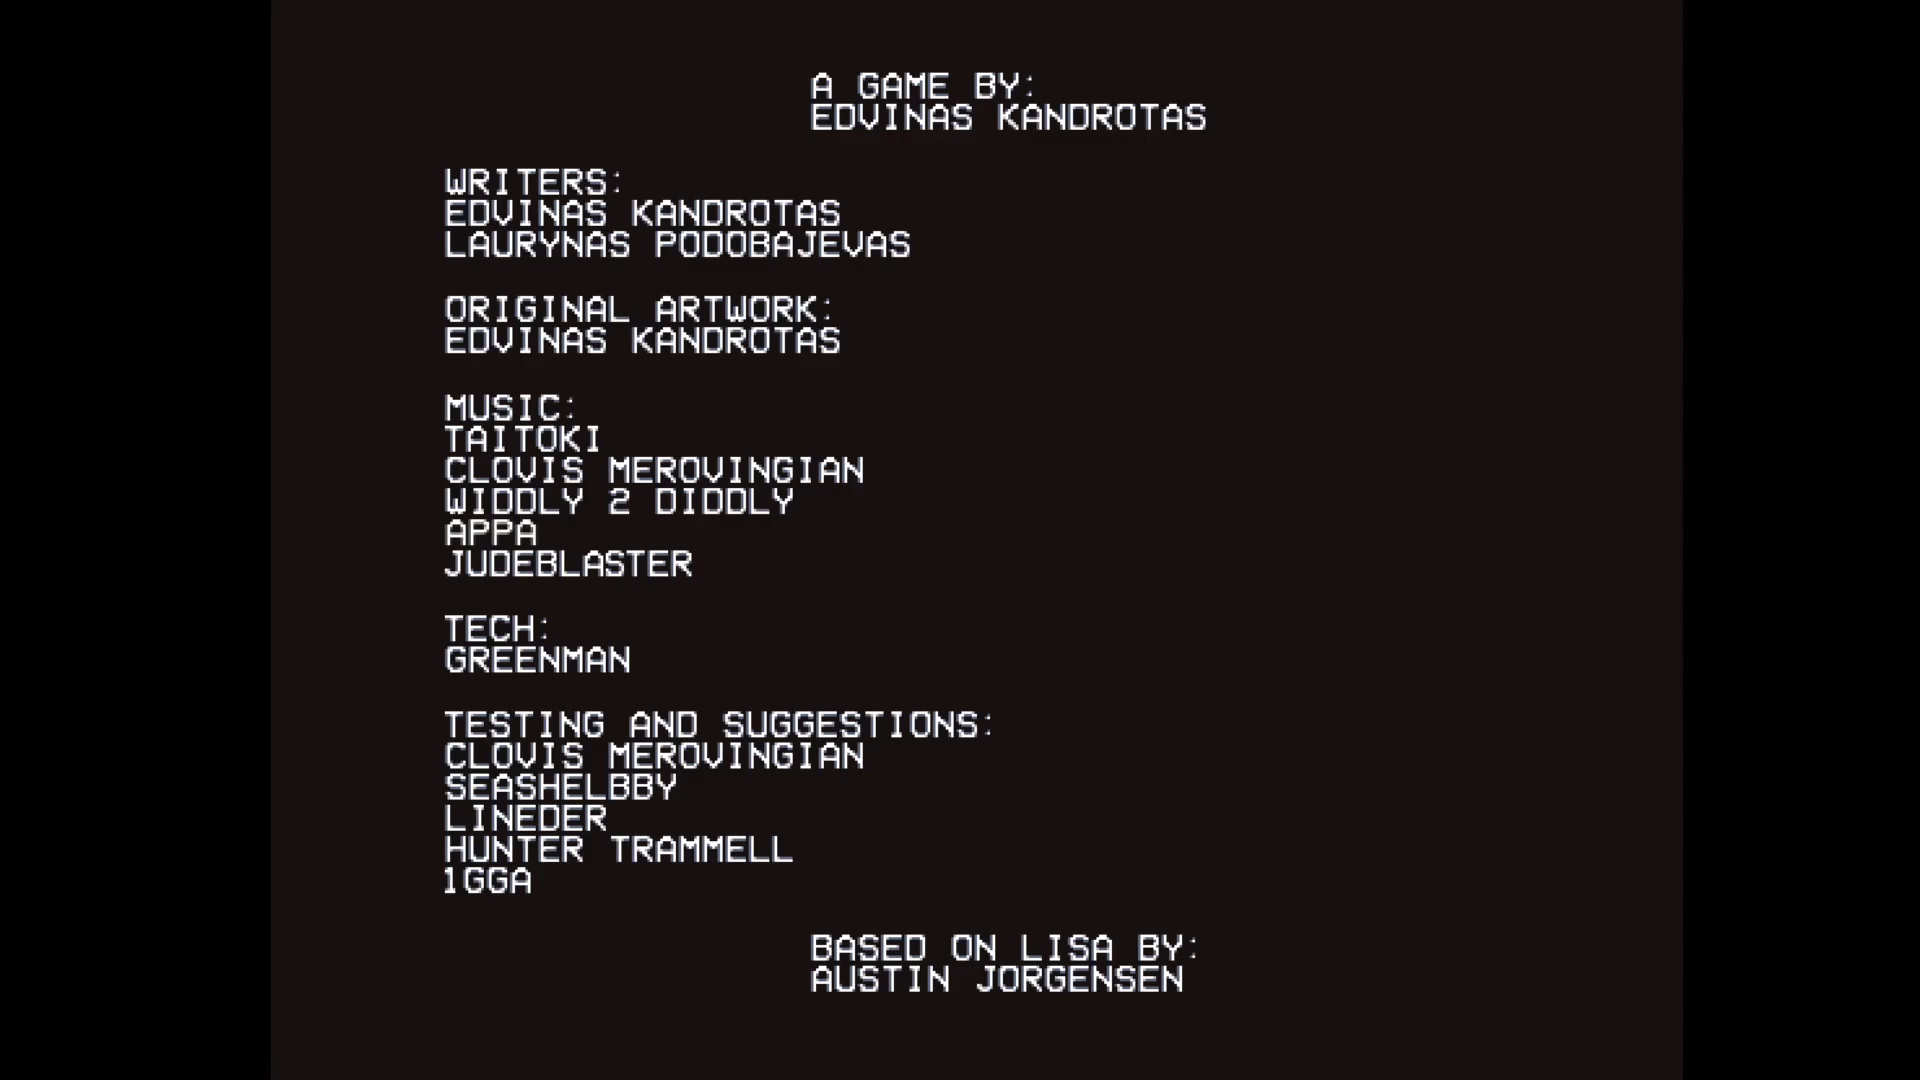 A GAME BY:
EDVINAS KANDROTAS
WRITERS:
EDVINAS KANDROTAS
LAURYNAS PODOBAJEVAS
ORIGINAL ARTWORK:
EDVINAS KANDROTAS
MUSIC:
TAITOKI
CLOVIS MEROVINGIAN
WIDDLY 2 DIDDLY
APPA
JUDEBLASTER
TECH:
GREENMAN
TESTING AND SUGGESTIONS:
CLOVIS MEROVINGIAN
SEASHELBBY
LINEDER
HUNTER TRAMMELL
1GGA
BASED ON LISA BY:
AUSTIN JORGENSEN